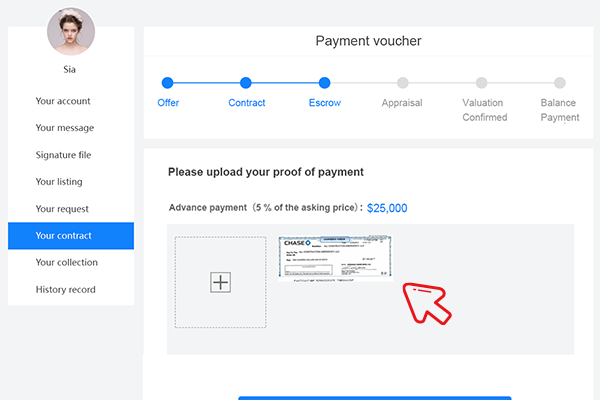 Payment voucher
Sia
Your account
Your message
Signature file
Your listing
Your request
Your contract
Your collection
History record
Offer
Contract
Escrow
Appraisal
Valuation
Confirmed
Balance
Payment
Please upload your proof of payment
Advance payment（5 % of the asking price）：$25,000
CHASE